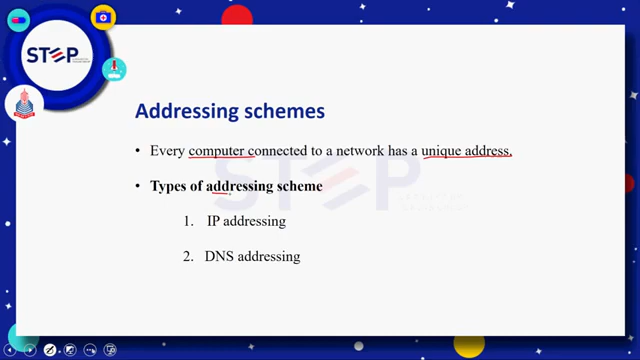 STEP
Addressing schemes
• Every computer connected to a network has a unique address.
• Types of addressing scheme
1. IP addressing
2. DNS addressing
STEP